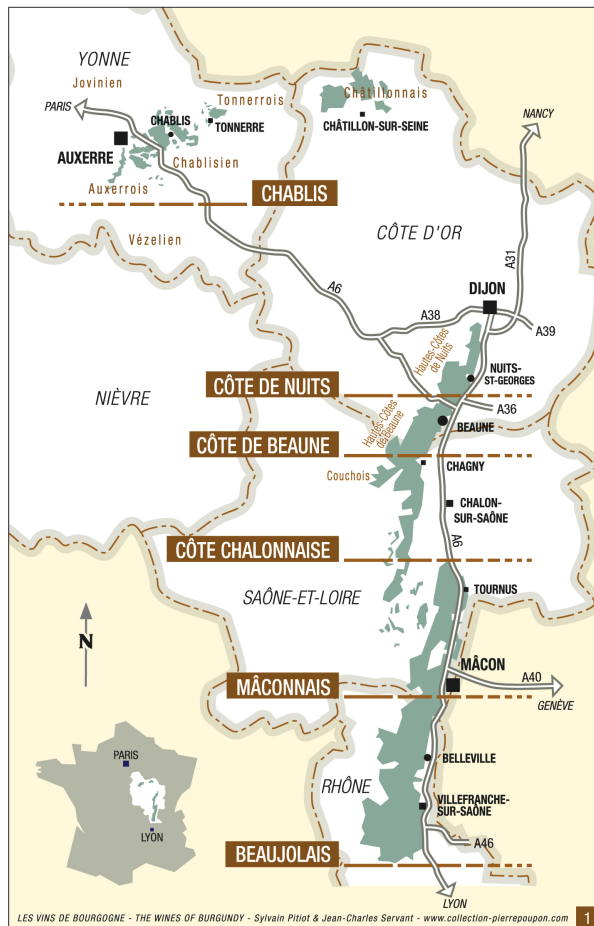 YONNE
Jovinien
Châtillonnais
Tonnerrois
PARIS
NANCY
CHABLIS
TONNERRE
CHÂTILLON-SUR-SEINE
AUXERRE
Chablisien
Auxerrois
CHABLIS
Vézelien
CÔTE D'OR
A31
A6
DIJON
A38
A39
Hautes-Côtes
de Nuits
NUITS-
ST-GEORGES
CÔTE DE NUITS
NIÈVRE
A36
Hautes-Côtes
de Beaune
BEAUNE
CÔTE DE BEAUNE
CHAGNY
Couchois
CHALON-
SUR-SAÔNE
A6
CÔTE CHALONNAISE
SAÔNE-ET-LOIRE
TOURNUS
N
MÂCON
A40
MÂCONNAIS
GENÈVE
PARIS
BELLEVILLE
RHÔNE
VILLEFRANCHE-
SUR-SAÔNE
LYON
A46
BEAUJOLAIS
LYON
LES VINS DE BOURGOGNE - THE WINES OF BURGUNDY - Sylvain Pitiot & Jean-Charles Servant - www.collection-pierrepoupon.com 1